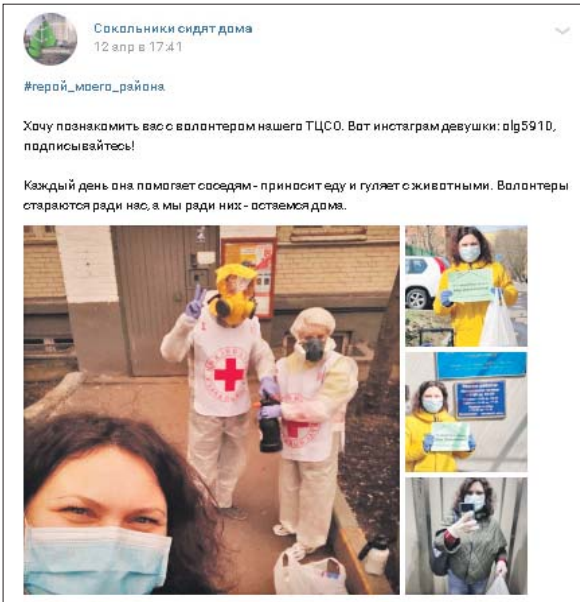 Сокольники сидят дома
12 апр в 17:41
#герой_моего_района
Хочу познакомить вас с волонтером нашего ТЦСО. Вот инстаграм девушки: olg5910,
подписывайтесь!
Каждый день она помогает соседям - приносит еду и гуляет с животными. Волонтеры
стараются ради нас, а мы ради них - остаемся дома.